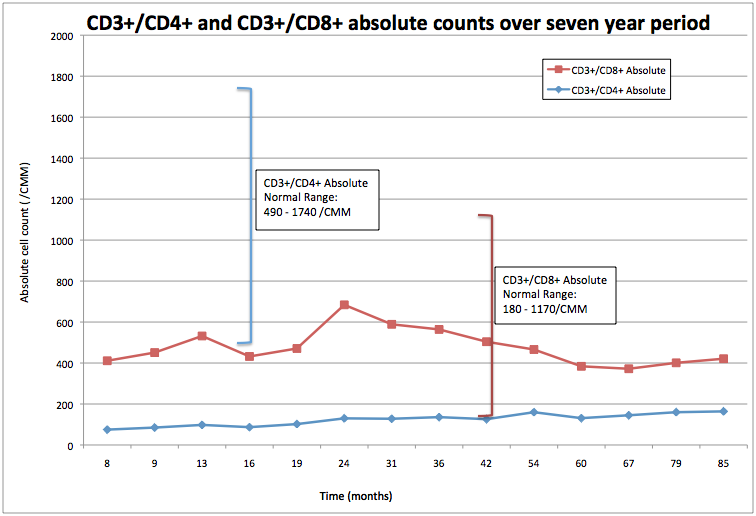 CD3+/CD4+ and CD3+/CD8+ absolute counts over seven year period
2000
1800
1600
1400
1200
1000
800
600
400
200
0
Absolute cell count (/CMM)
CD3+/CD8+ Absolute
CD3+/CD4+ Absolute
CD3+/CD4+ Absolute
Normal Range:
490 - 1740 /CMM
CD3+/CD8+ Absolute
Normal Range:
180 - 1170/CMM
8 9 13 16 19 24 31 36 42 54 60 67 79 85
Time (months)